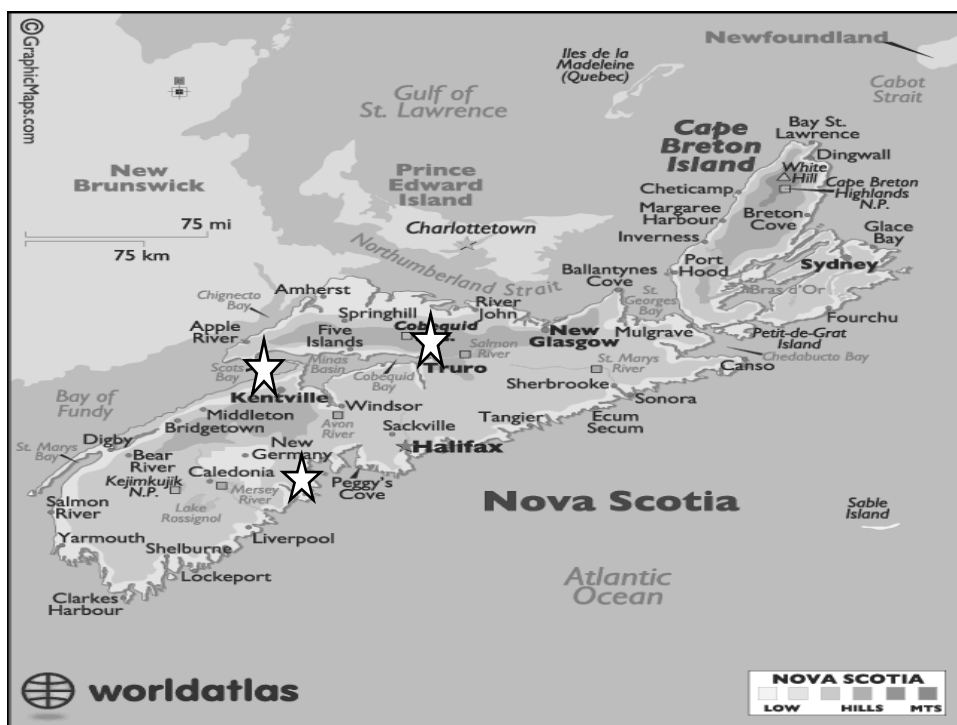 ©GraphicMaps.com
Newfoundland
Cabot
Strait
Iles de la
Madeleine
(Quebec)
Gulf of
St. Lawrence
Cape
Breton
Island
Bay St.
Lawrence
Dingwall
White
Hill
Cape Breton
Highlands
N.P.
New
Brunswick
Prince
Edward
Island
Cheticamp
Margaree
Harbour
Breton
Cove
Glace
Bay
75 mi
75 km
Charlottetown
Inverness
Northumberland Strait
Ballantynes
Cove
Port
Hood
Sydney
Bras d'Or
Chignecto
Bay
Amherst
River
John
St.
Georges
Bay
Springhill
Cobequid
Apple
River
Five
Islands
New
Glasgow
Mulgrave
Petit-de-Grat
Island
Fourchu
Salmon
River
Scots
Bay
Minas
Basin
Cobequid
Bay
Truro
St. Marys
River
Chedabucto Bay
Canso
Bay of
Fundy
Kentville
Sherbrooke
Sonora
Middleton
Windsor
Bridgetown
Avon
River
Sackville
Tangier
Ecum
Secum
St. Marys
Bay
Digby
Bear
River
New
Germany
Halifax
Kejimkujik
N.P.
Caledonia
Mersey
River
Peggy's
Cove
Nova Scotia
Sable
Island
Salmon
River
Lake
Rossignol
Yarmouth
Liverpool
Shelburne
Lockeport
Atlantic
Ocean
Clarkes
Harbour
worldatlas
NOVA SCOTIA
LOW HILLS MTS